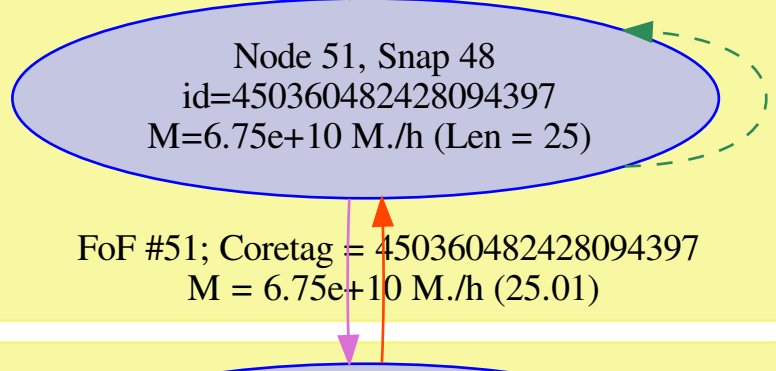 Node 51, Snap 48
id=450360482428094397
M=6.75e+10 M./h (Len = 25)
FoF #51; Coretag = 450360482428094397
M = 6.75e+10 M./h (25.01)